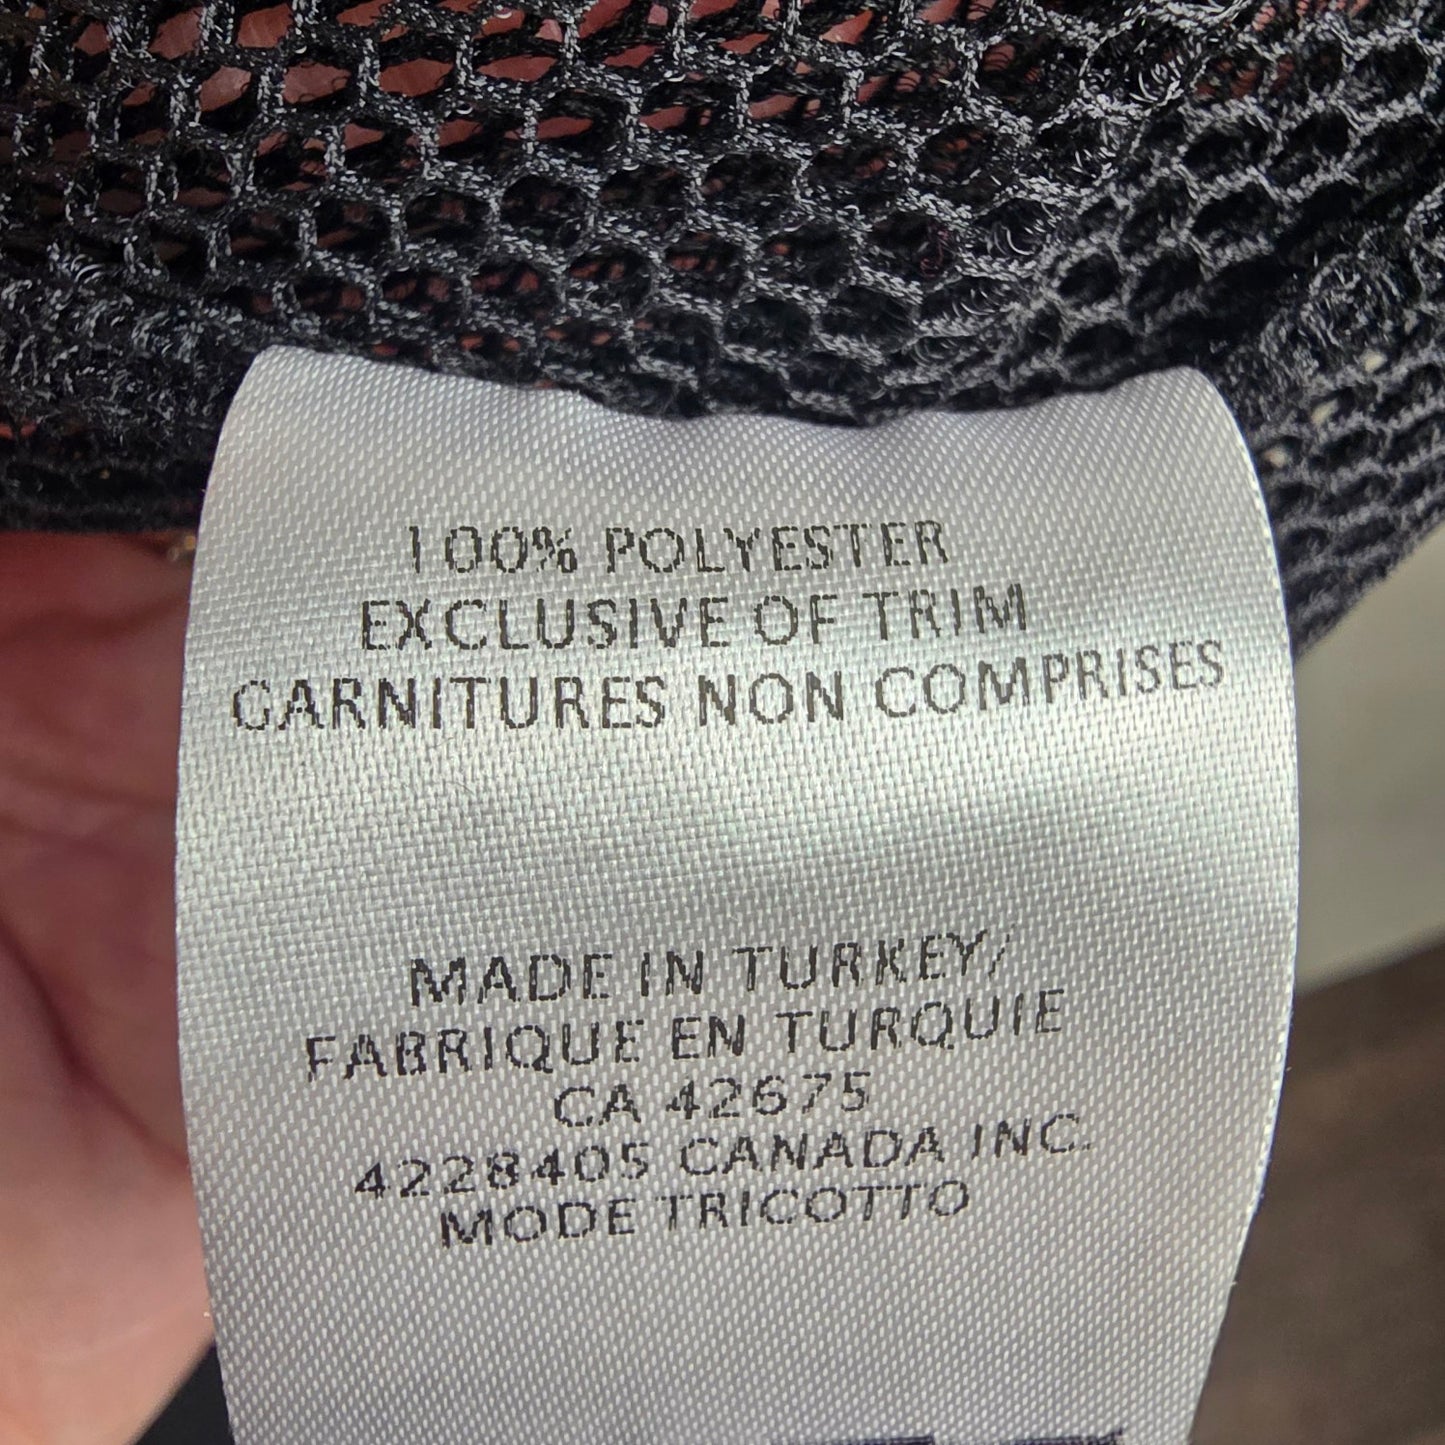 100% POLYESTER
EXCLUSIVE OF TRIM
GARNITURES NON COMPRISES
MADE IN TURKEY/
FABRIQUE EN TURQUIE
CA 42675
4228405 CANADA INC.
MODE TRICOTTO